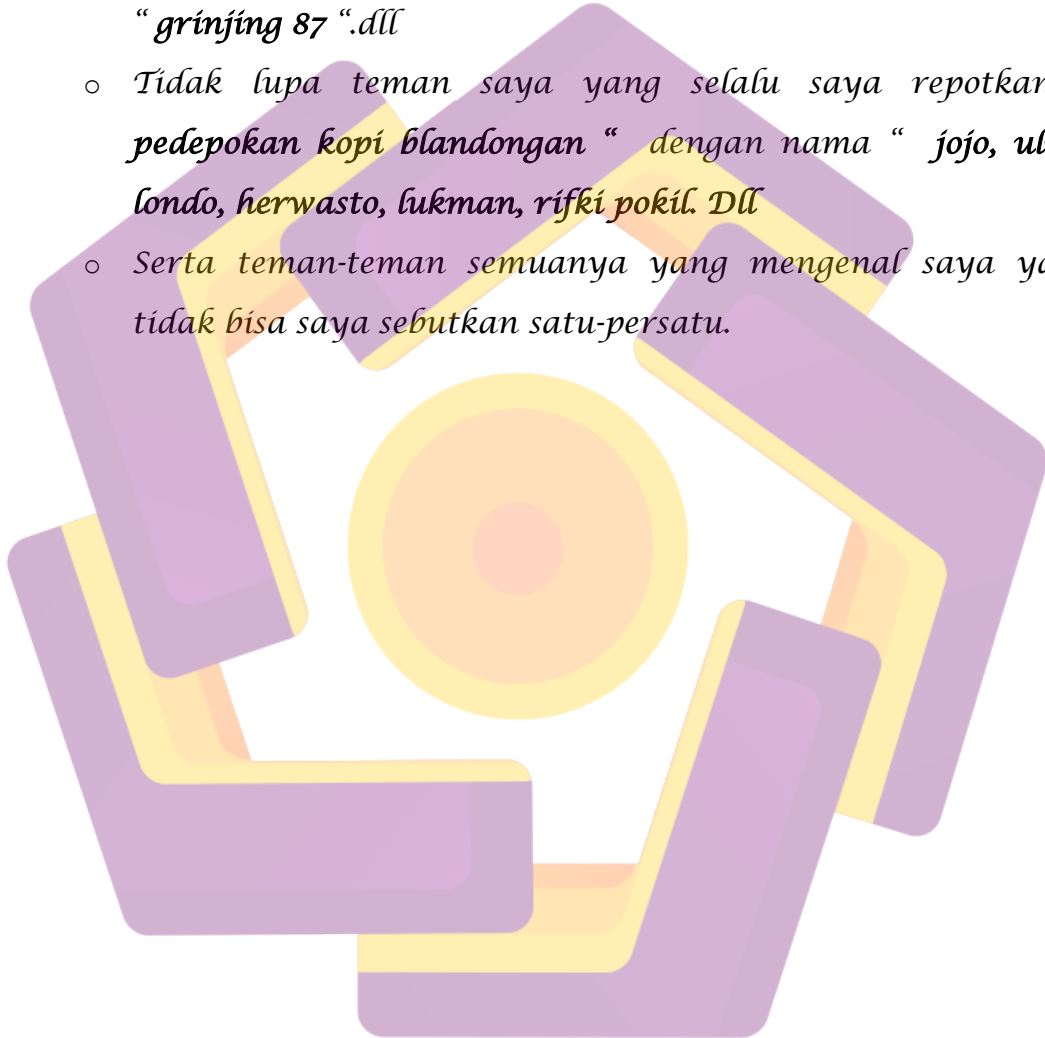 “ grinjing 87 “.dll
o Tidak lupa teman saya yang selalu saya repotkan
pedepokan kopi blandongan “ dengan nama “ jojo,
londo, herwasto, lukman, rifki pokil. Dll
o Serta teman-teman semuanya yang mengenal saya
tidak bisa saya sebutkan satu-persatu.